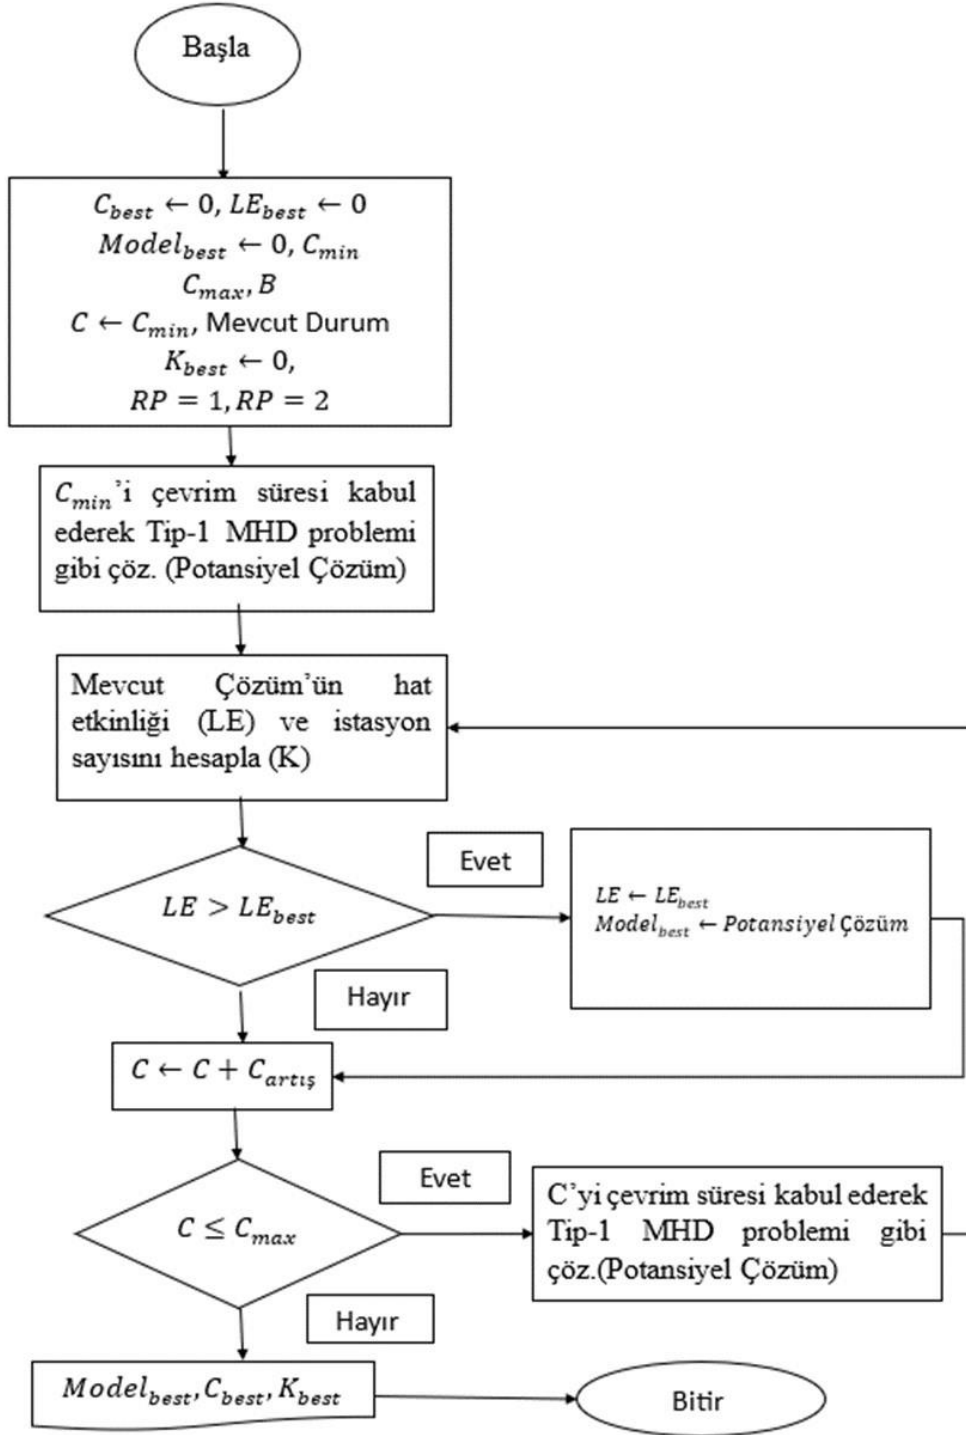 Başla
C_best ← 0, LE_best ← 0
Model_best ← 0, C_min
C_max, B
C ← C_min, Mevcut Durum
K_best ← 0,
RP = 1, RP = 2
C_min'i çevrim süresi kabul
ederek Tip-1 MHD problemi
gibi çöz. (Potansiyel Çözüm)
Mevcut Çözüm'ün hat
etkinliği (LE) ve istasyon
sayısını hesapla (K)
LE > LE_best
Evet
LE ← LE_best
Model_best ← Potansiyel Çözüm
Hayır
C ← C + C_artış
C ≤ C_max
Evet
C'yi çevrim süresi kabul ederek
Tip-1 MHD problemi gibi
çöz.(Potansiyel Çözüm)
Hayır
Model_best, C_best, K_best
Bitir